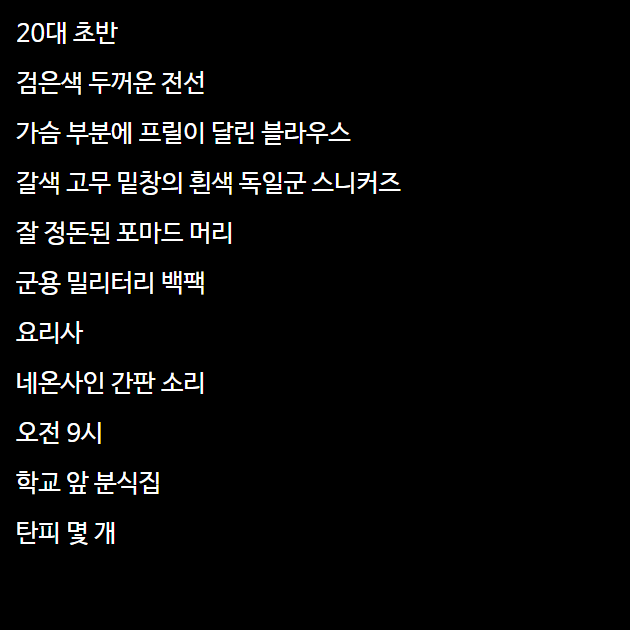 20대 초반
검은색 두꺼운 전선
가슴 부분에 프릴이 달린 블라우스
갈색 고무 밑창의 흰색 독일군 스니커즈
잘 정돈된 포마드 머리
군용 밀리터리 백팩
요리사
네온사인 간판 소리
오전 9시
학교 앞 분식집
탄피 몇 개